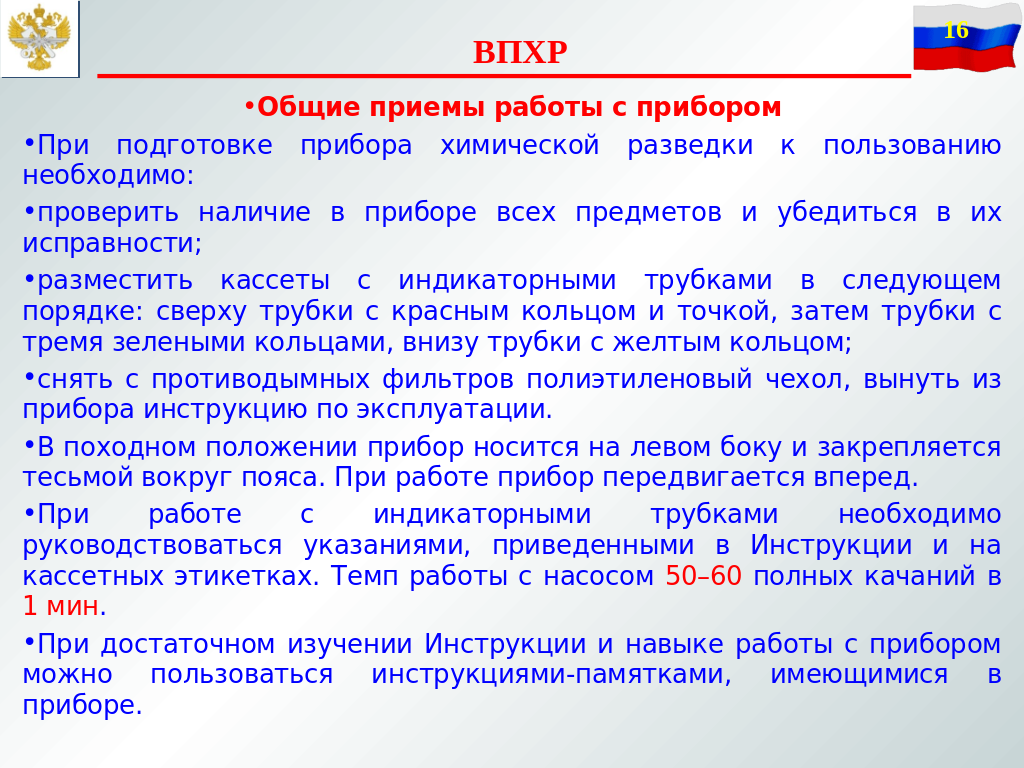 16
ВПХР
•Общие приемы работы с прибором
•При подготовке прибора химической разведки к пользованию
необходимо:
•проверить наличие в приборе всех предметов и убедиться в их
исправности;
•разместить кассеты с индикаторными трубками в следующем
порядке: сверху трубки с красным кольцом и точкой, затем трубки с
тремя зелеными кольцами, внизу трубки с желтым кольцом;
•снять с противодымных фильтров полиэтиленовый чехол, вынуть из
прибора инструкцию по эксплуатации.
•В походном положении прибор носится на левом боку и закрепляется
тесьмой вокруг пояса. При работе прибор передвигается вперед.
•При работе с индикаторными трубками необходимо
руководствоваться указаниями, приведенными в Инструкции и на
кассетных этикетках. Темп работы с насосом 50–60 полных качаний в
1 мин.
•При достаточном изучении Инструкции и навыке работы с прибором
можно пользоваться инструкциями-памятками, имеющимися в
приборе.